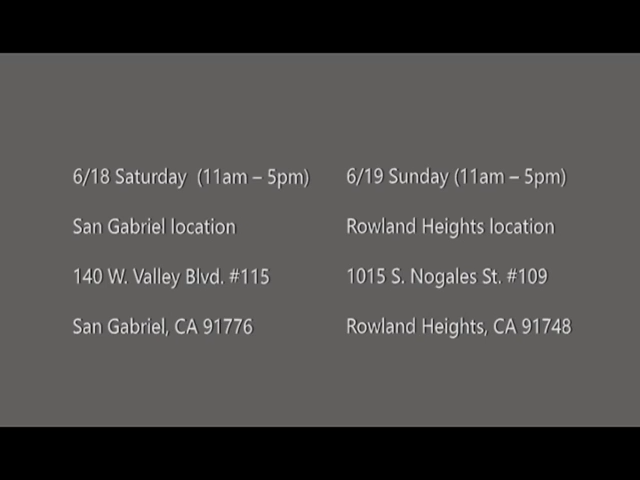 6/18 Saturday  (11am – 5pm)
San Gabriel location
140 W. Valley Blvd. #115
San Gabriel, CA 91776
6/19 Sunday (11am – 5pm)
Rowland Heights location
1015 S. Nogales St. #109
Rowland Heights, CA 91748